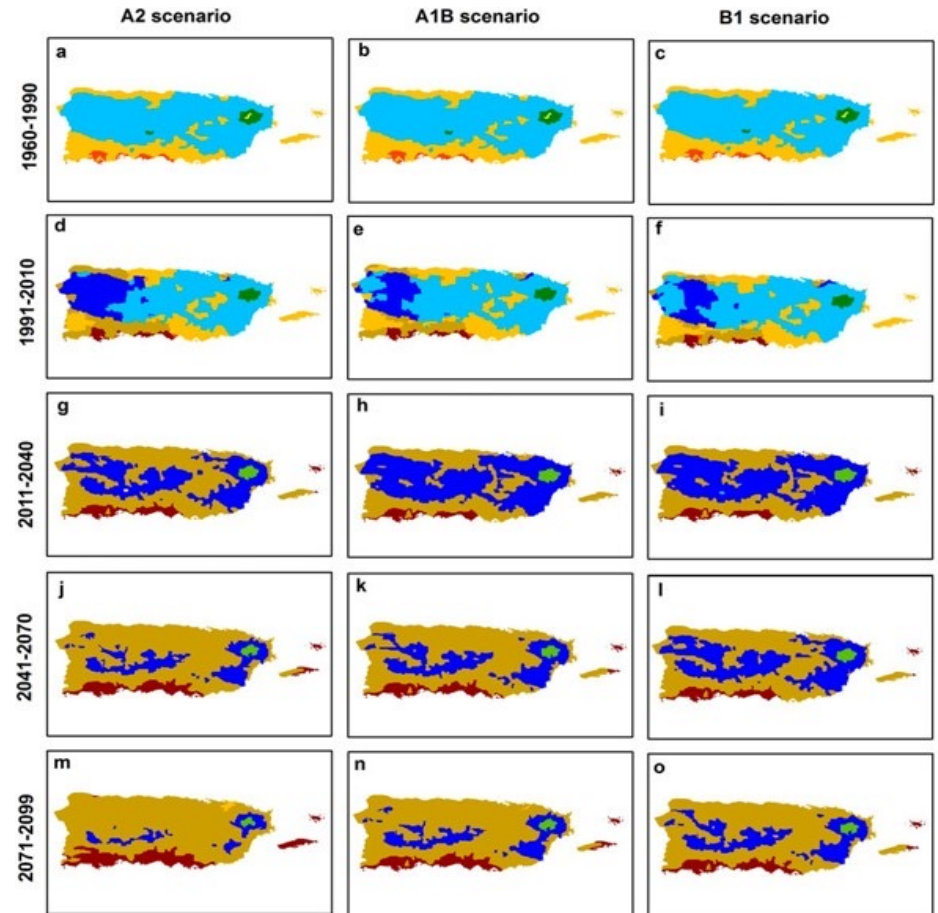 A2 scenario A1B scenario B1 scenario
1960-1990
a b c
1991-2010
d e f
2011-2040
g h i
2041-2070
j k l
2071-2099
m n o